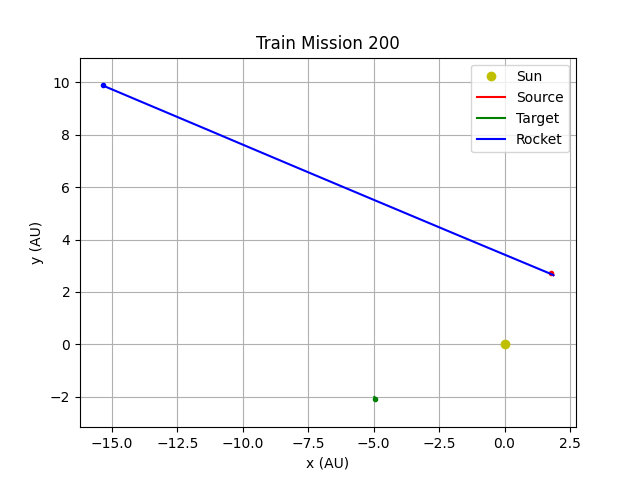 Train Mission 200
Sun
Source
Target
Rocket
10
8
6
4
2
0
−2
y (AU)
−15.0 −12.5 −10.0 −7.5 −5.0 −2.5 0.0 2.5
x (AU)